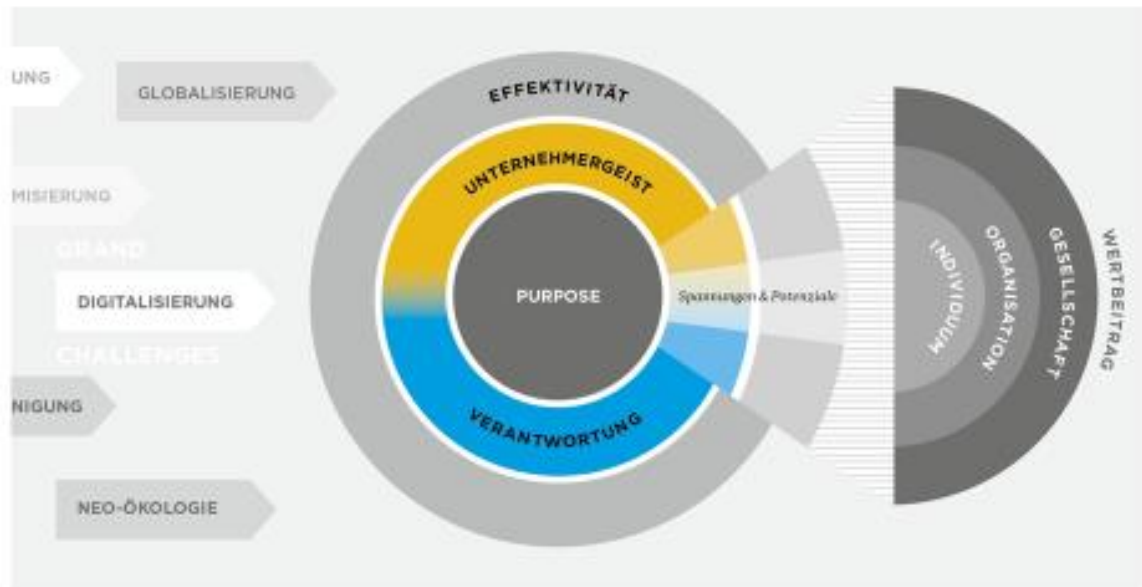 UNG
GLOBALISIERUNG
MISIERUNG
GRAND
DIGITALISIERUNG
CHALLENGES
NIGUNG
NEO-ÖKOLOGIE
EFFEKTIVITÄT
UNTERNEHMERGEIST
PURPOSE
Spannungen & Potenziale
VERANTWORTUNG
INDIVIDUUM
ORGANISATION
GESELLSCHAFT
WERTBEITRAG